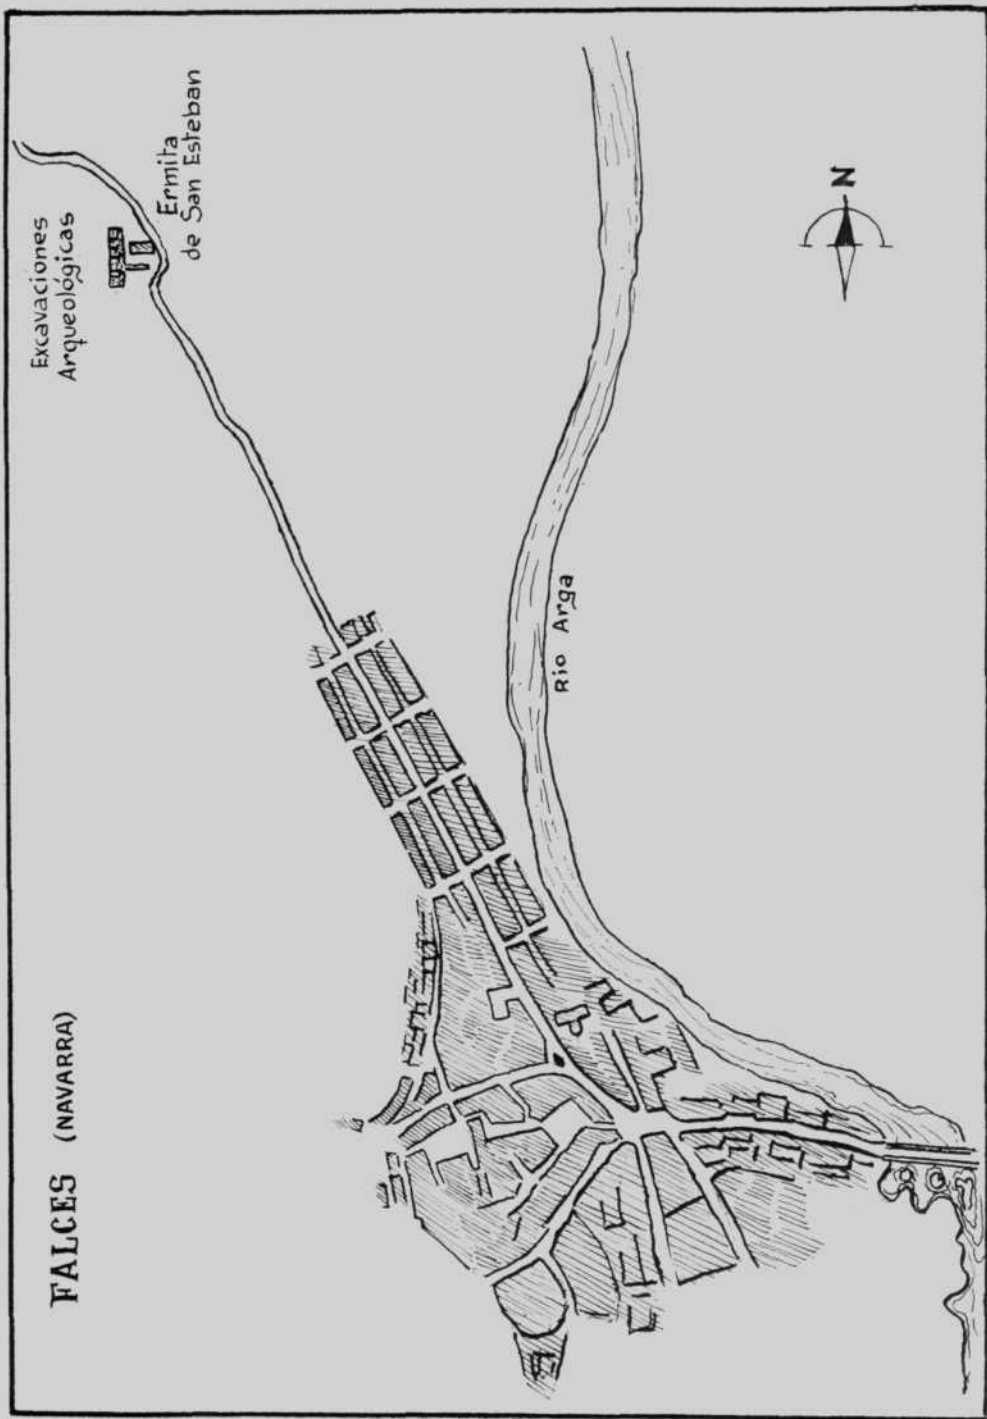 FALCES (NAVARRA)
Excavaciones
Arqueológicas
Ermita
de San Esteban
Rio Arga
N